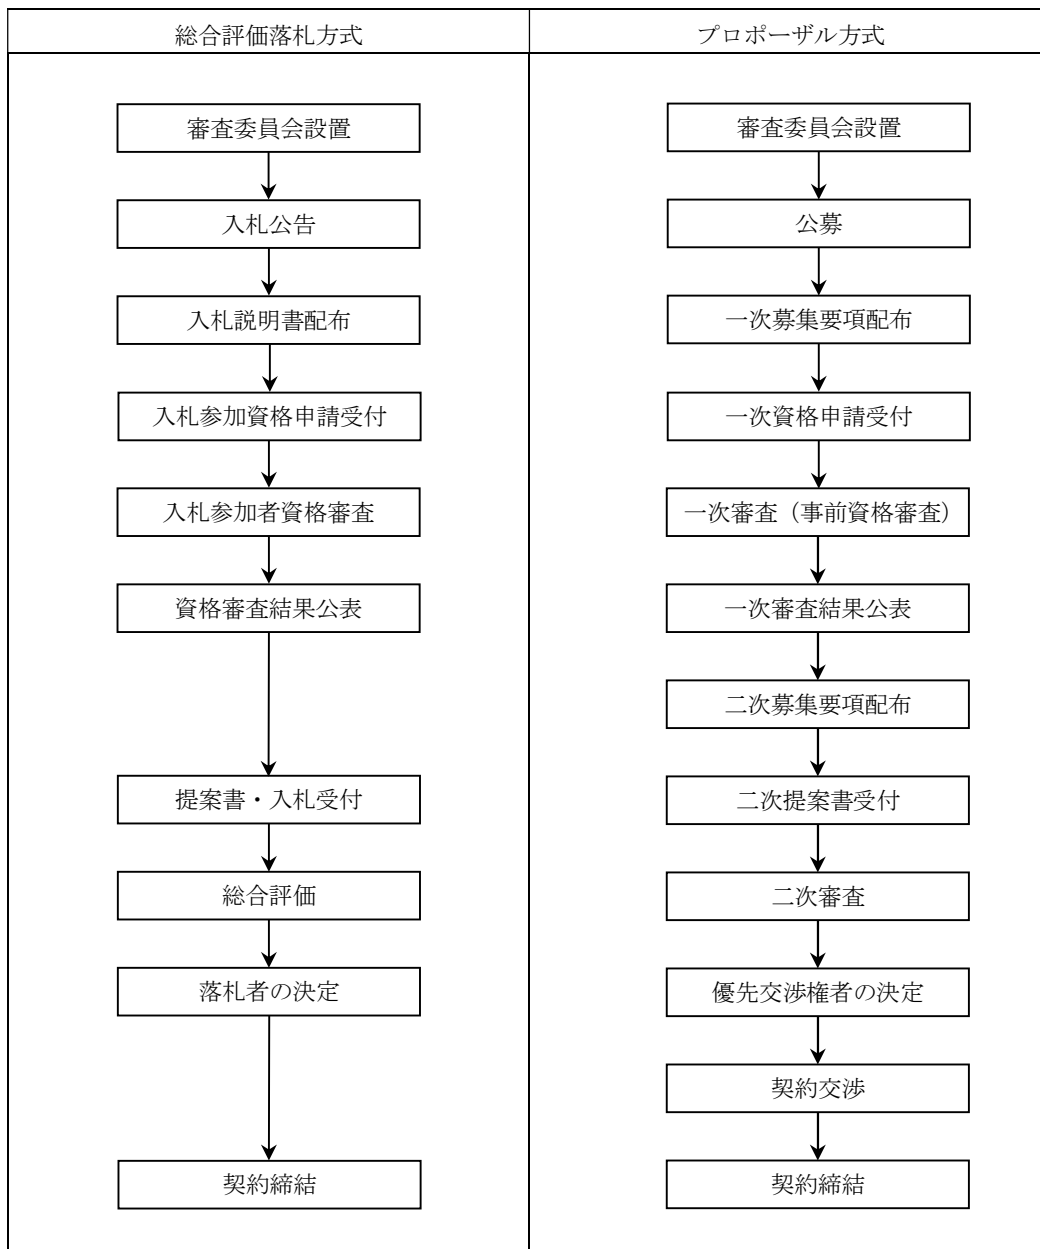 総合評価落札方式
審査委員会設置
入札公告
入札説明書配布
入札参加資格申請受付
入札参加者資格審査
資格審査結果公表
提案書・入札受付
総合評価
落札者の決定
契約締結
プロポーザル方式
審査委員会設置
公募
一次募集要項配布
一次資格申請受付
一次審査（事前資格審査）
一次審査結果公表
二次募集要項配布
二次提案書受付
二次審査
優先交渉権者の決定
契約交渉
契約締結